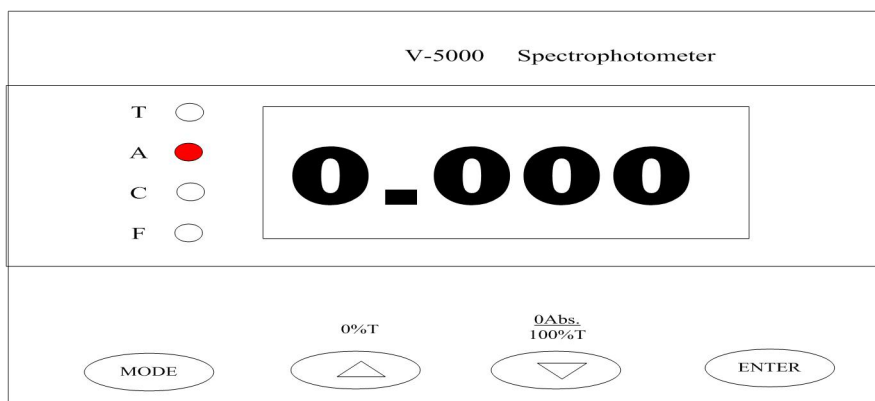 V-5000 Spectrophotometer
T
A
C
F
0.000
0%T
0Abs.
100%T
MODE
ENTER